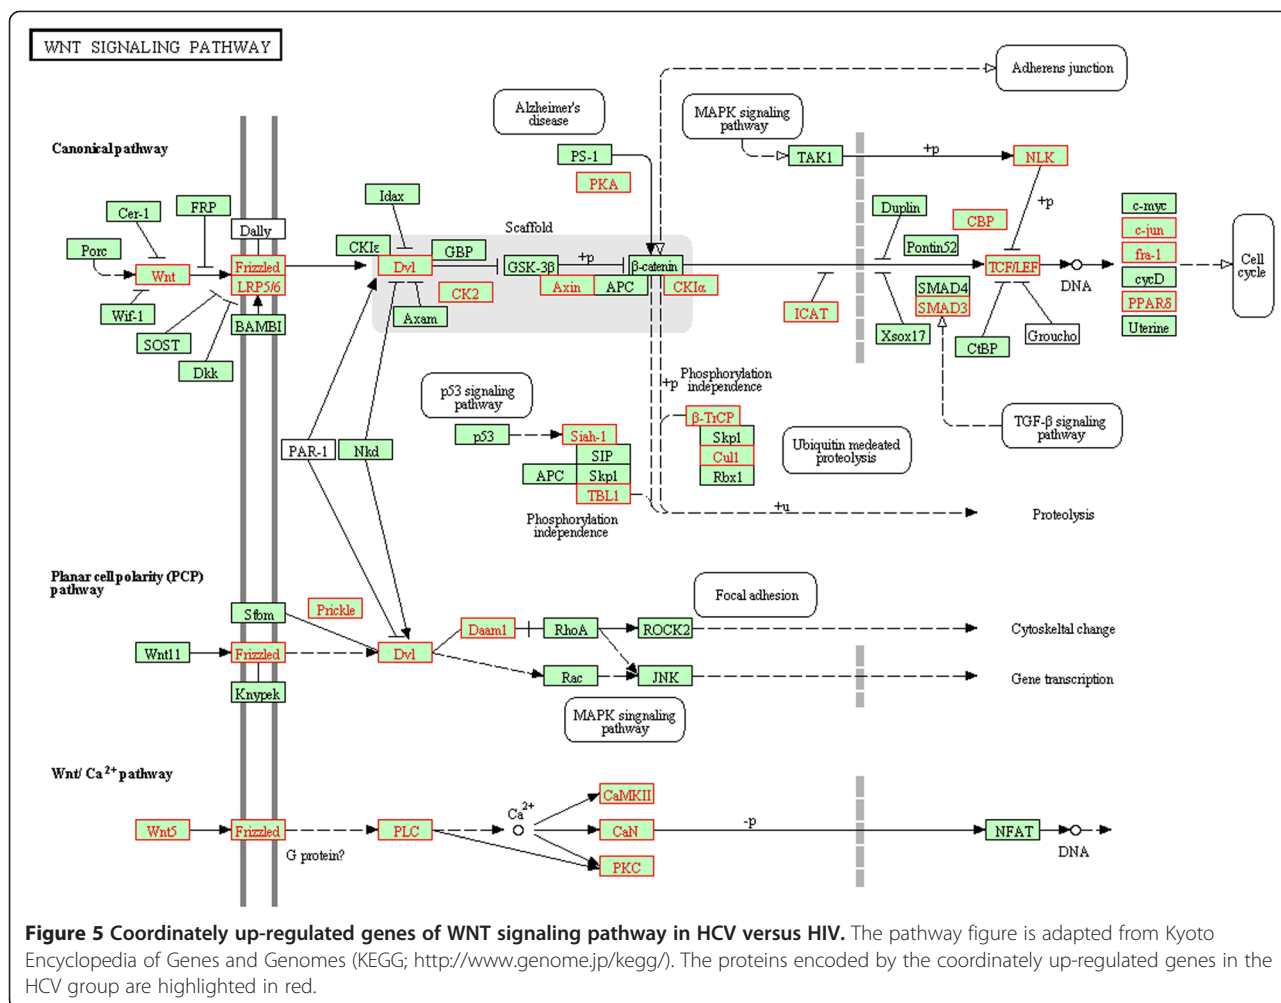 WNT SIGNALING PATHWAY
Adherens junction
Alzheimer's
disease
MAPK signaling
pathway
Canonical pathway
PS-1
TAK1
+p
NLK
PKA
Idax
Cer-1
FRP
Duplin
CBP
c-myc
Scaffold
+p
Dally
CKIε
GBP
Pontin52
c-jun
Porc
Wnt
Frizzled
Dvl
GSK-3β
+p
β-catenin
TCF/LEF
DNA
fra-1
Cell
cycle
LRP5/6
CK2
Axin
APC
CKIα
SMAD4
cycD
ICAT
SMAD3
PPARδ
Wif-1
BAMBI
Axam
Uterine
SOST
Xsox17
CtBP
Groucho
Dkk
+p
Phosphorylation
independence
p53 signaling
pathway
β-TrCP
TGF-β signaling
pathway
p53
Siah-1
Skp1
Ubiquitin medeated
proteolysis
PAR-1
Nkd
SIP
Cul1
APC
Skp1
Rbx1
TBL1
+u
Proteolysis
Phosphorylation
independence
Planar cell polarity (PCP)
pathway
Focal adhesion
Stbm
Prickle
Daam1
RhoA
ROCK2
Cytoskeltal change
Wnt11
Frizzled
Dvl
Rac
JNK
Gene transcription
Knypek
MAPK singnaling
pathway
Wnt/ Ca2+ pathway
CaMKII
Ca2+
Wnt5
Frizzled
PLC
CaN
-p
NFAT
DNA
G protein?
PKC
Figure 5 Coordinately up-regulated genes of WNT signaling pathway in HCV versus HIV. The pathway figure is adapted from Kyoto
Encyclopedia of Genes and Genomes (KEGG; http://www.genome.jp/kegg/). The proteins encoded by the coordinately up-regulated genes in the
HCV group are highlighted in red.